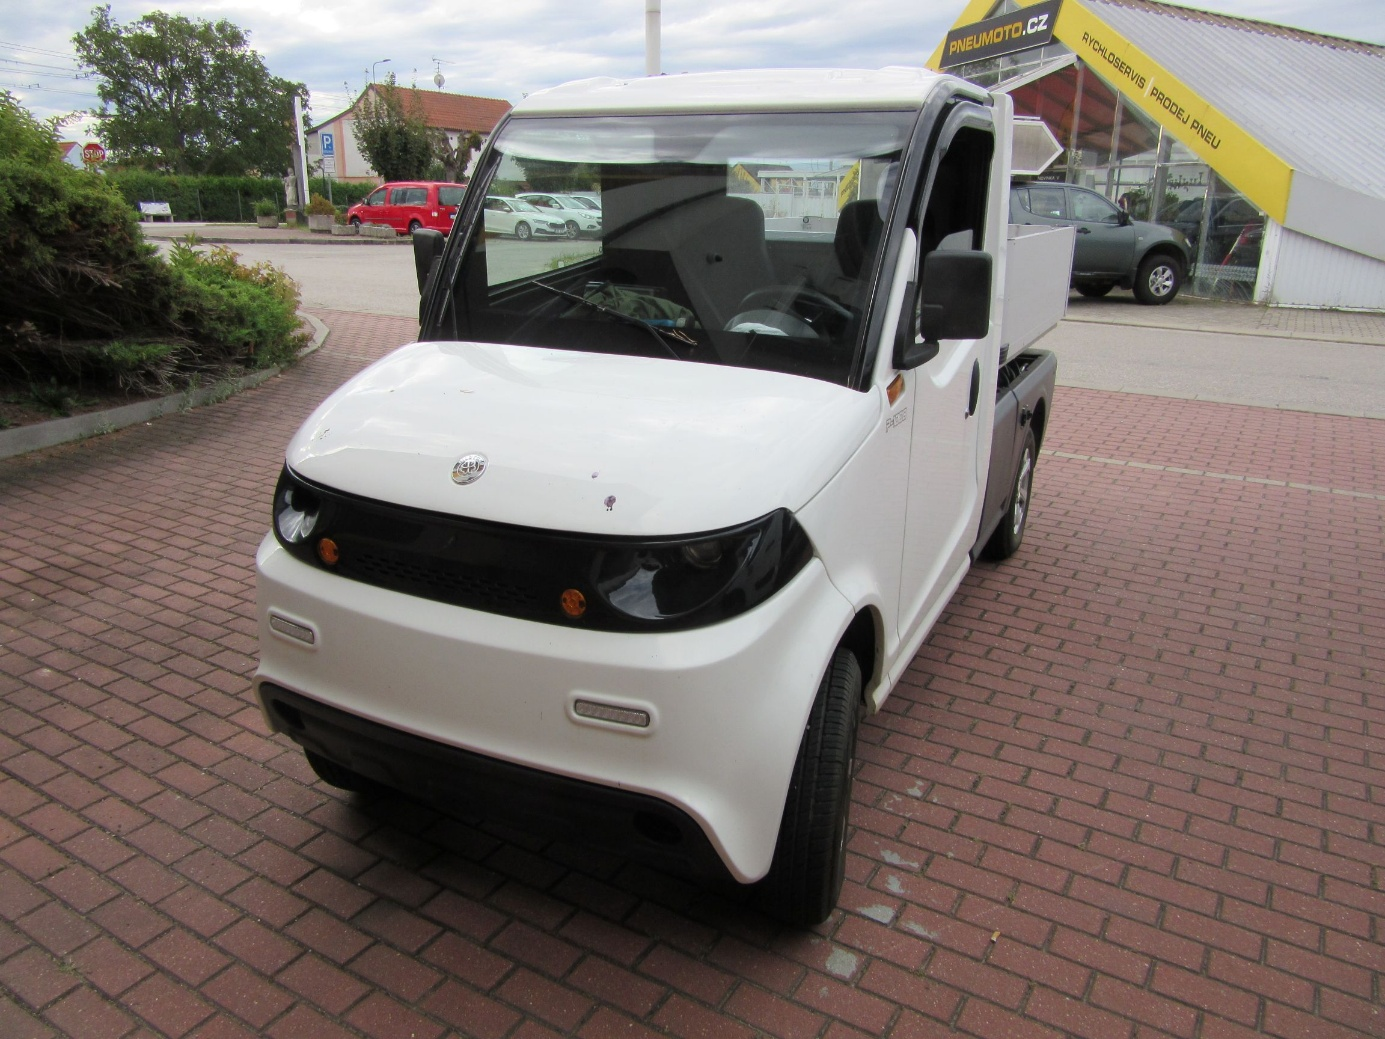 PNEUMOTO.CZ
RYCHLOSERVIS | PRODEJ PNEU
P
STOP